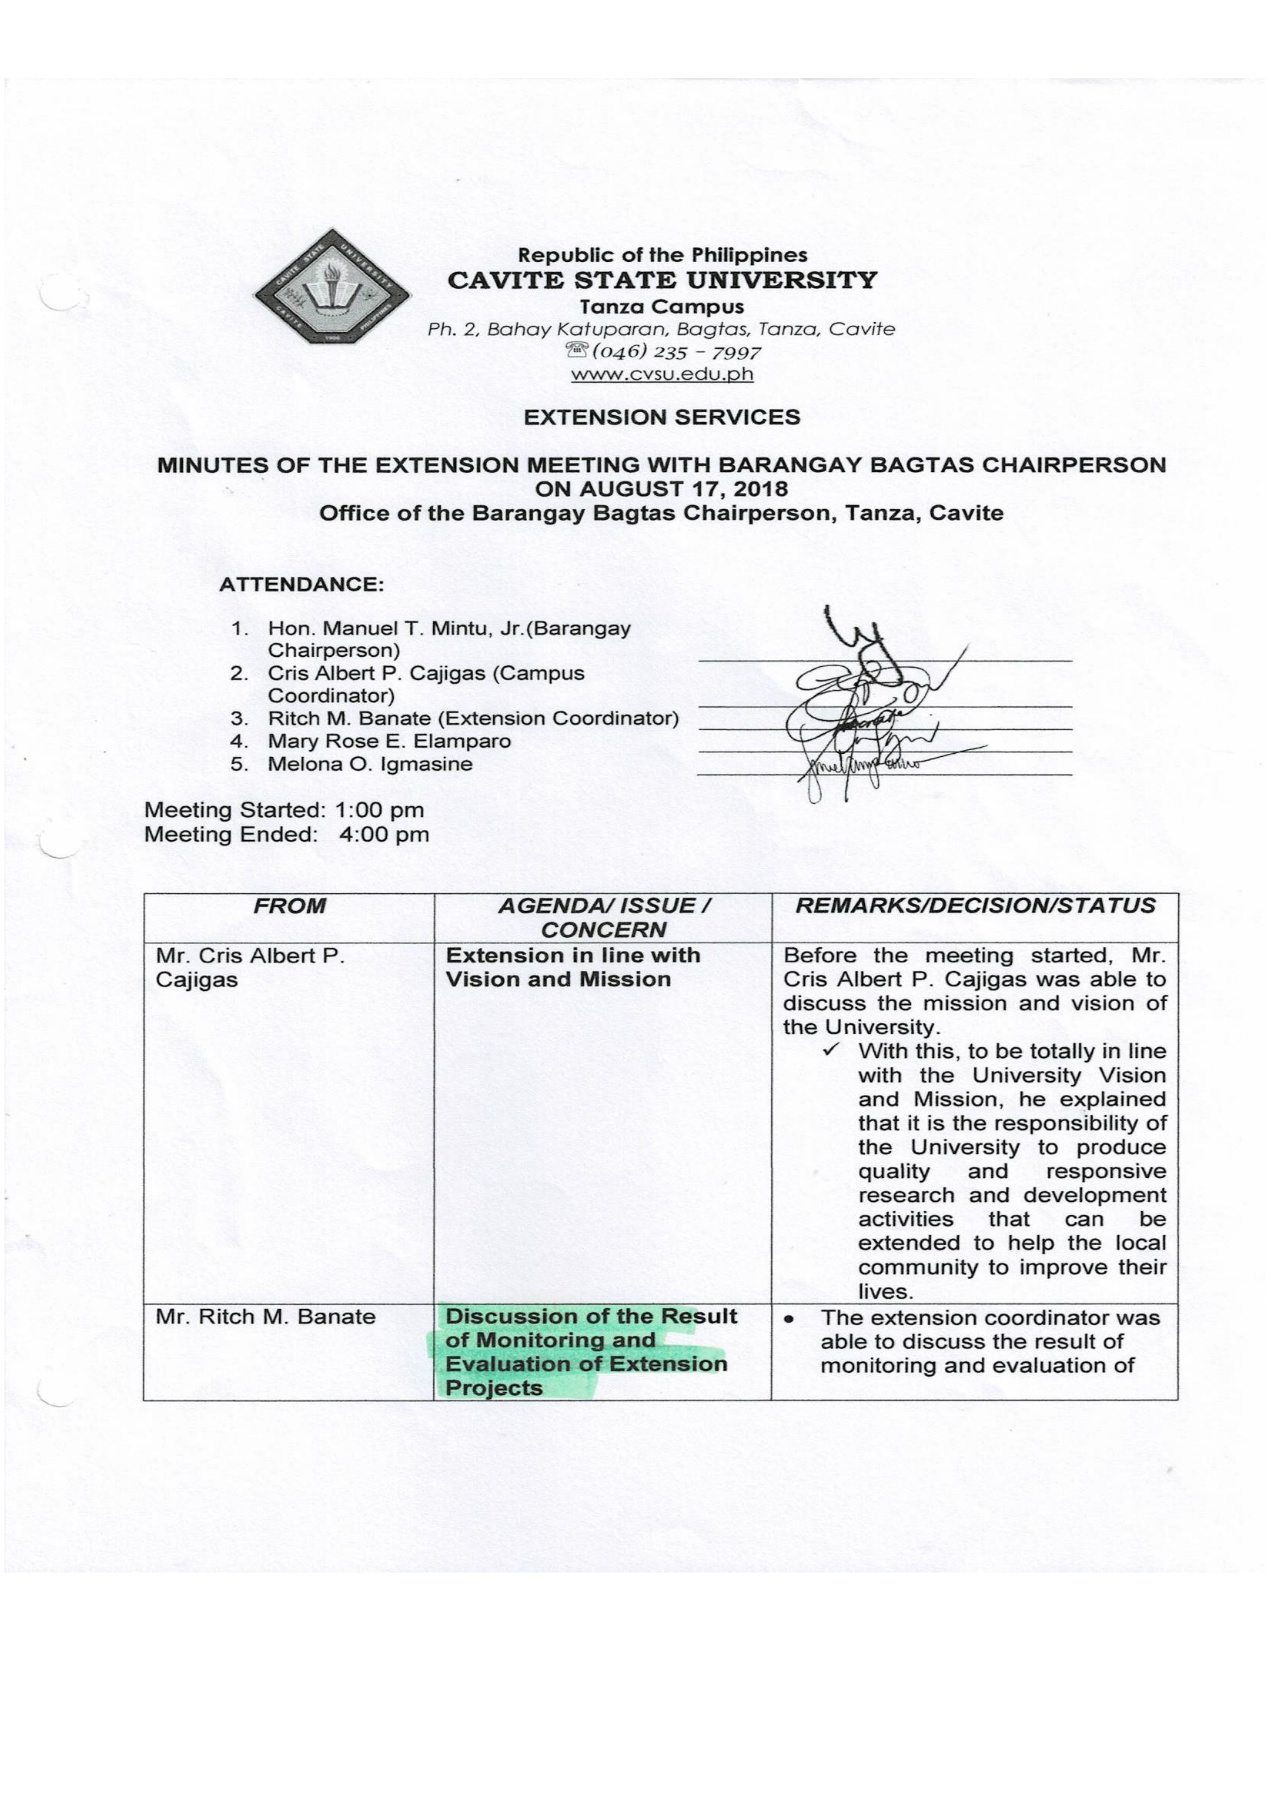 CAVITE STATE UNIVERSITY
CAVITE PHILIPPINES
1906
Republic of the Philippines
CAVITE STATE UNIVERSITY
Tanza Campus
Ph. 2, Bahay Katuparan, Bagtas, Tanza, Cavite
☏(046) 235 – 7997
www.cvsu.edu.ph
EXTENSION SERVICES
MINUTES OF THE EXTENSION MEETING WITH BARANGAY BAGTAS CHAIRPERSON
ON AUGUST 17, 2018
Office of the Barangay Bagtas Chairperson, Tanza, Cavite
ATTENDANCE:
1. Hon. Manuel T. Mintu, Jr.(Barangay
Chairperson)
2. Cris Albert P. Cajigas (Campus
Coordinator)
3. Ritch M. Banate (Extension Coordinator)
4. Mary Rose E. Elamparo
5. Melona O. Igmasine
Meeting Started: 1:00 pm
Meeting Ended: 4:00 pm
FROM
AGENDA/ ISSUE /
CONCERN
REMARKS/DECISION/STATUS
Mr. Cris Albert P.
Cajigas
Extension in line with
Vision and Mission
Before the meeting started, Mr.
Cris Albert P. Cajigas was able to
discuss the mission and vision of
the University.
✓ With this, to be totally in line
with the University Vision
and Mission, he explained
that it is the responsibility of
the University to produce
quality and responsive
research and development
activities that can be
extended to help the local
community to improve their
lives.
Mr. Ritch M. Banate
Discussion of the Result
of Monitoring and
Evaluation of Extension
Projects
• The extension coordinator was
able to discuss the result of
monitoring and evaluation of